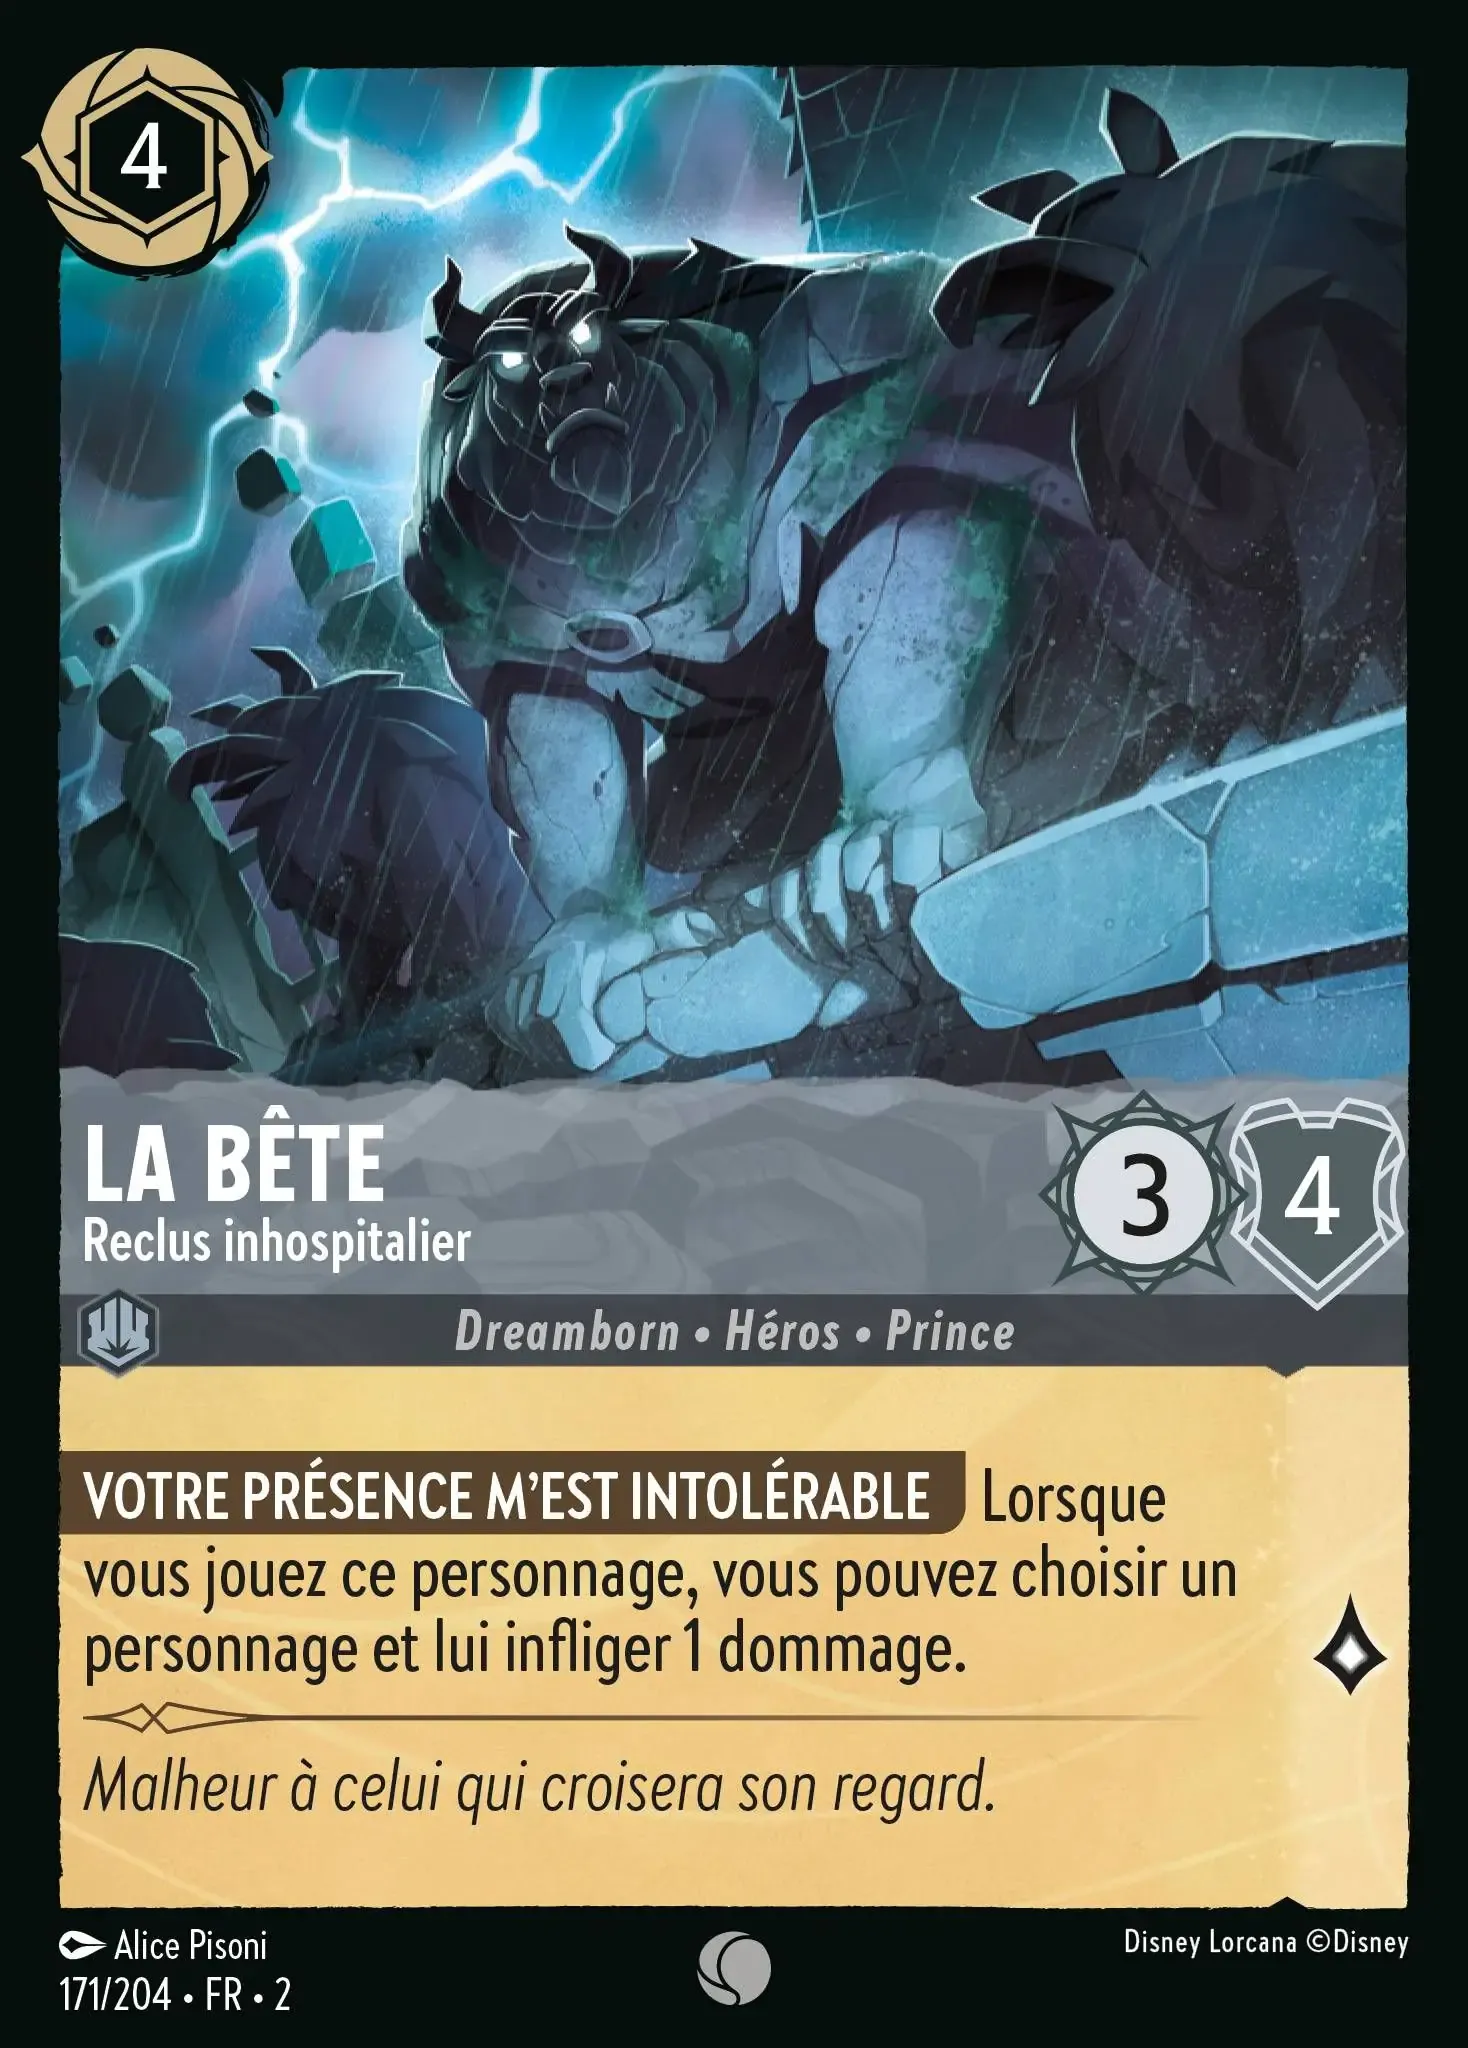 4
LA BÊTE
Reclus inhospitalier
3
4
Dreamborn • Héros • Prince
VOTRE PRÉSENCE M’EST INTOLÉRABLE Lorsque
vous jouez ce personnage, vous pouvez choisir un
personnage et lui infliger 1 dommage.
Malheur à celui qui croisera son regard.
Alice Pisoni
Disney Lorcana ©Disney
171/204 • FR • 2